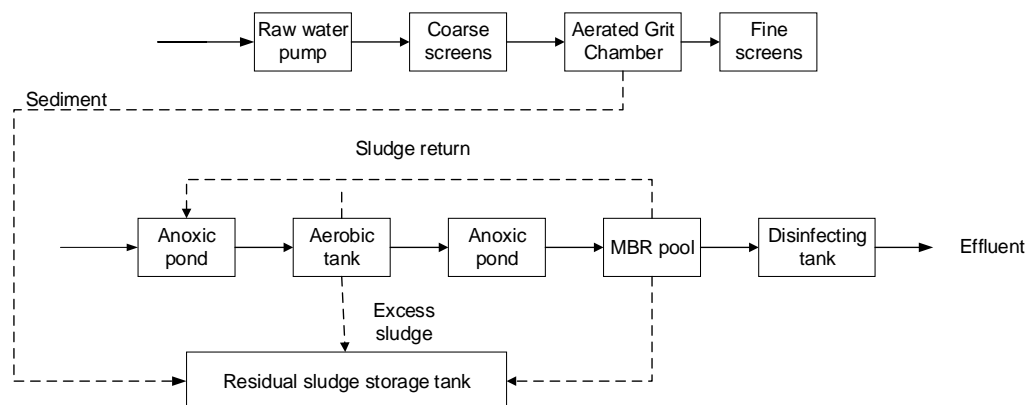 Raw water
pump
Coarse
screens
Aerated Grit
Chamber
Fine
screens
Sediment
Sludge return
Anoxic
pond
Aerobic
tank
Anoxic
pond
MBR pool
Disinfecting
tank
Effluent
Excess
sludge
Residual sludge storage tank